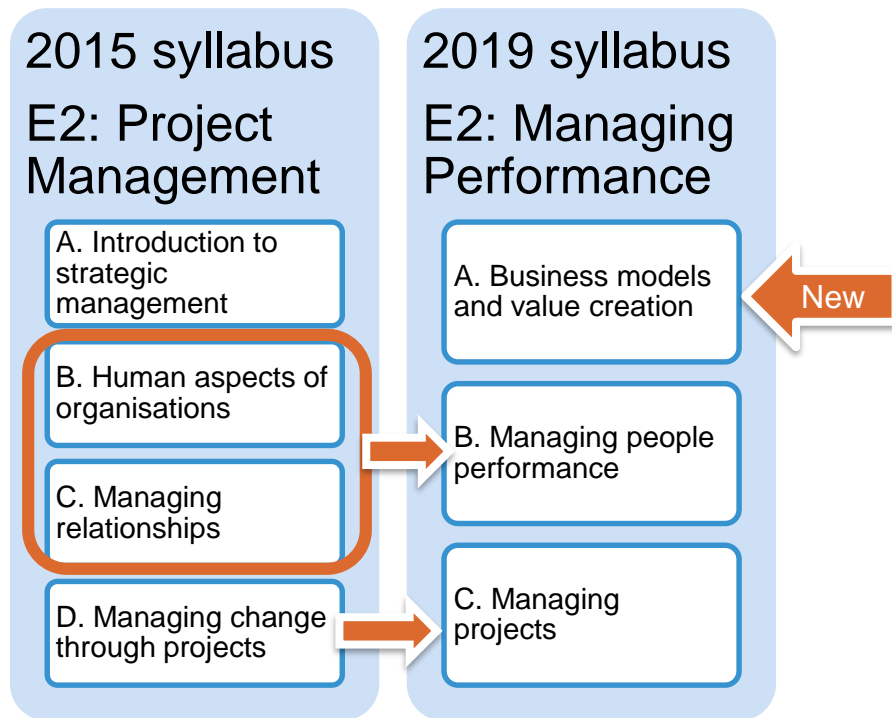 2015 syllabus
E2: Project
Management
A. Introduction to
strategic
management
B. Human aspects of
organisations
C. Managing
relationships
D. Managing change
through projects
2019 syllabus
E2: Managing
Performance
A. Business models
and value creation
New
B. Managing people
performance
C. Managing
projects